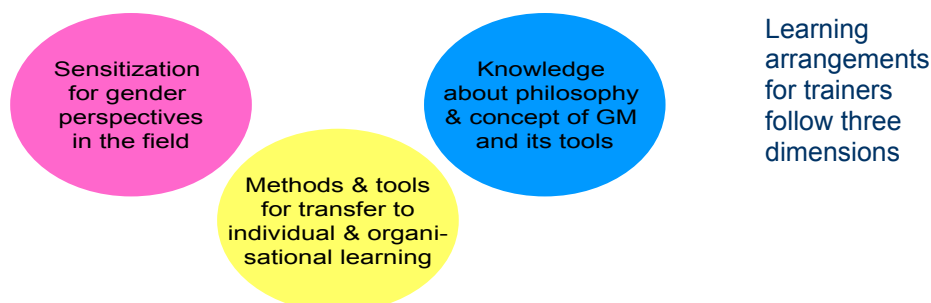 Sensitization
for gender
perspectives
in the field
Methods & tools
for transfer to
individual & organi-
sational learning
Knowledge
about philosophy
& concept of GM
and its tools
Learning
arrangements
for trainers
follow three
dimensions